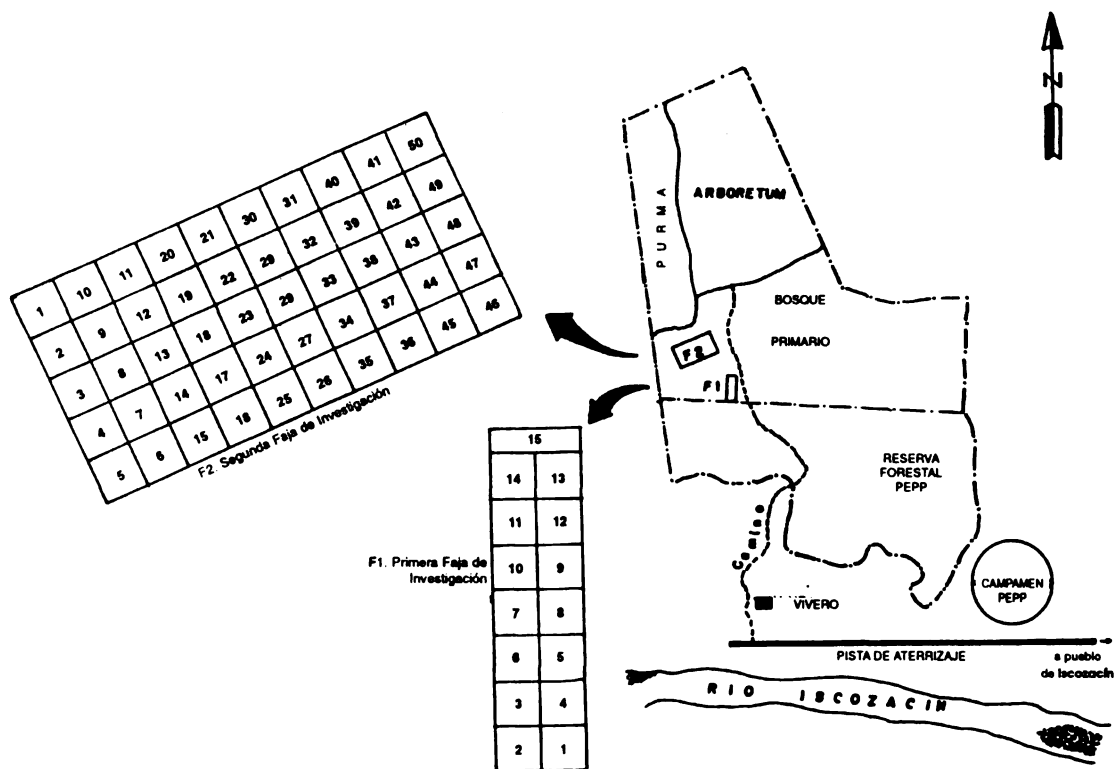 N
1 10 11 20 21 30 31 40 41 50
2 9 12 19 22 29 32 39 42 49
3 8 13 18 23 28 33 38 43 48
4 7 14 17 24 27 34 37 44 47
5 6 15 16 25 26 35 36 45 46
F2. Segunda Faja de Investigación
PURMA
ARBORETUM
BOSQUE
PRIMARIO
F2
F1
15
14 13
11 12
10 9
7 8
6 5
3 4
2 1
F1. Primera Faja de
Investigación
RESERVA
FORESTAL
PEPP
Camino
CAMPAMEN
PEPP
VIVERO
PISTA DE ATERRIZAJE
a pueblo
de Iscozacín
RIO ISCOZACIN